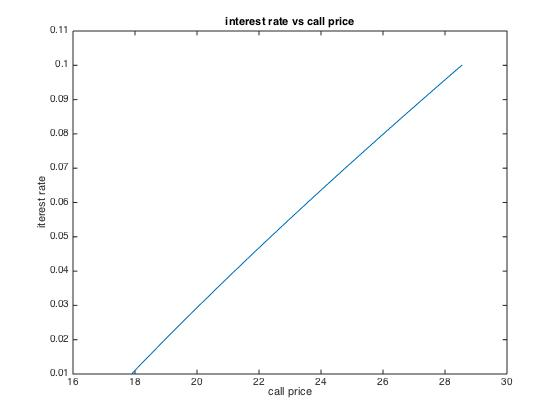 interest rate vs call price
0.11
0.1
0.09
0.08
0.07
0.06
0.05
0.04
0.03
0.02
0.01
iterest rate
16 18 20 22 24 26 28 30
call price